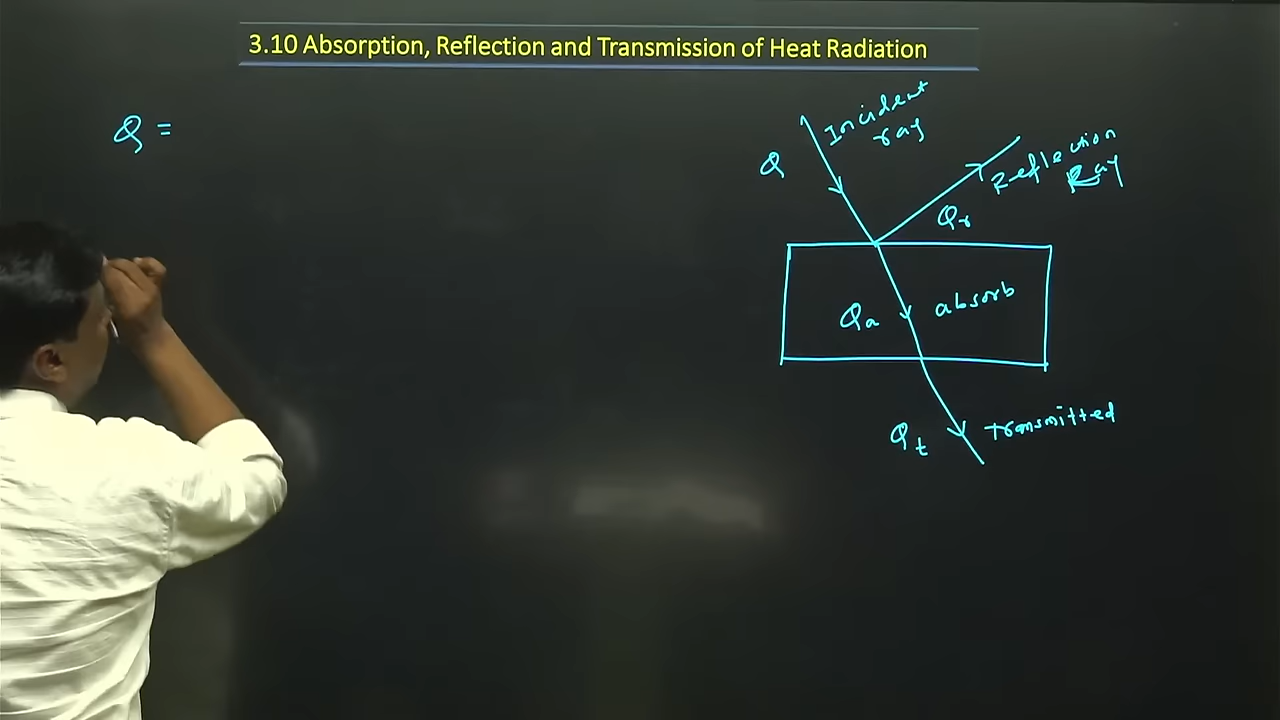 3.10 Absorption, Reflection and Transmission of Heat Radiation
Q =
Incident
ray
Q
Reflection
Ray
Qr
Qa
absorb
Qt
Transmitted